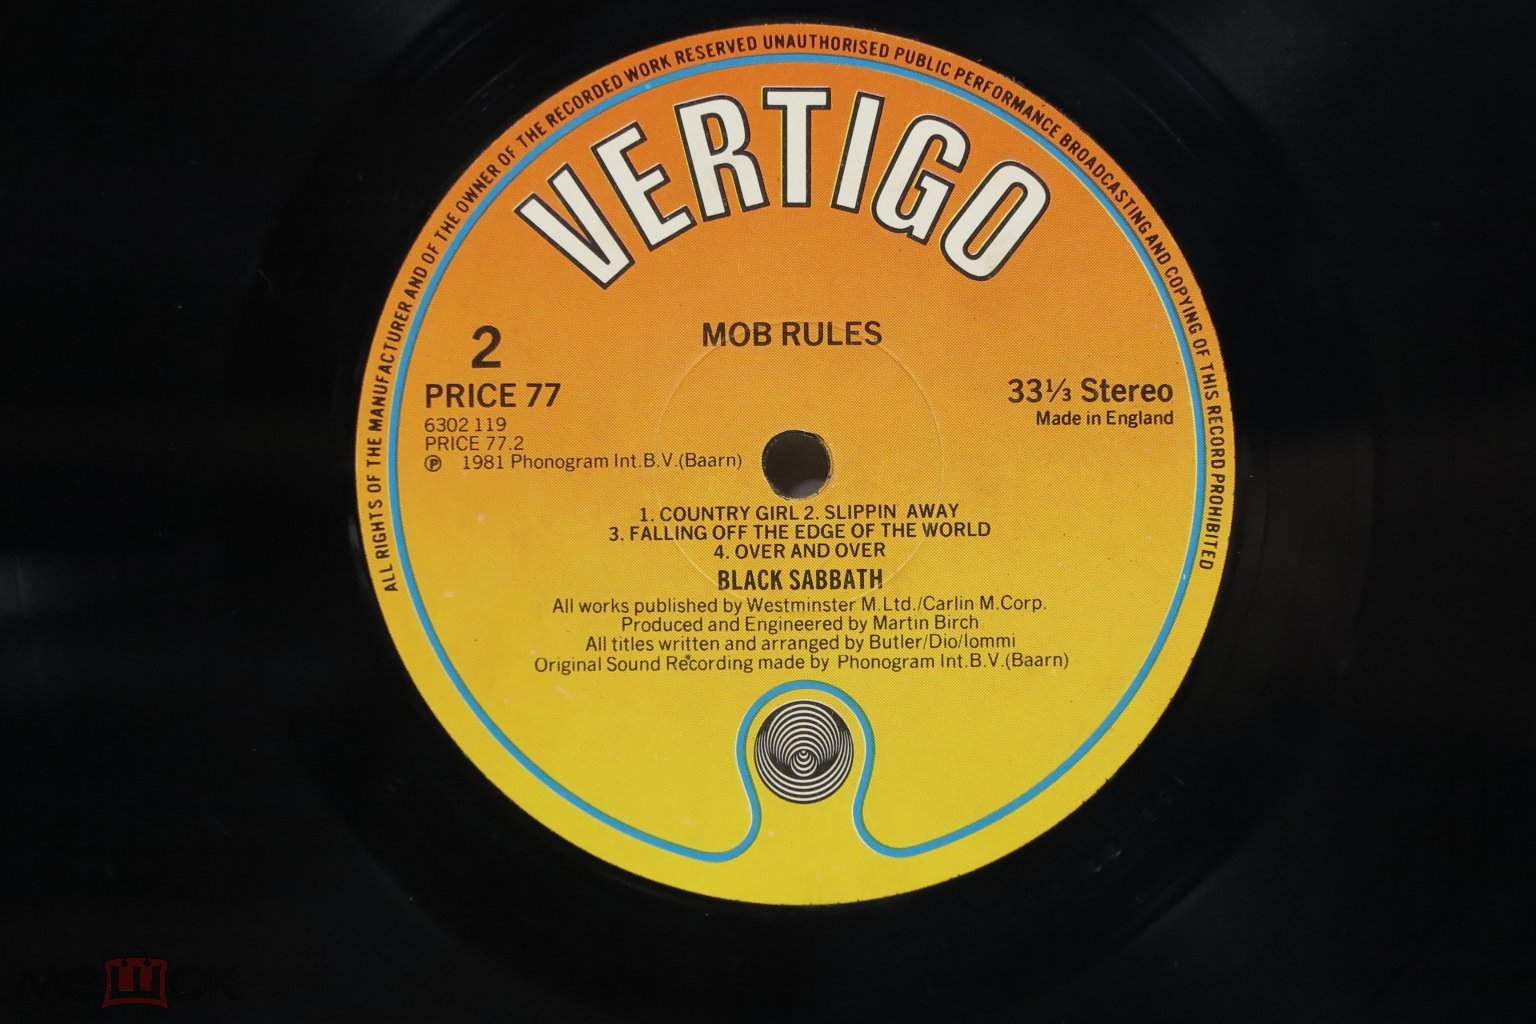 ALL RIGHTS OF THE MANUFACTURER AND OF THE OWNER OF THE RECORDED WORK RESERVED UNAUTHORISED PUBLIC PERFORMANCE BROADCASTING AND COPYING OF THIS RECORD PROHIBITED
VERTIGO
MOB RULES
2
PRICE 77
6302 119
PRICE 77.2
℗ 1981 Phonogram Int.B.V.(Baarn)
33⅓ Stereo
Made in England
1. COUNTRY GIRL 2. SLIPPIN AWAY
3. FALLING OFF THE EDGE OF THE WORLD
4. OVER AND OVER
BLACK SABBATH
All works published by Westminster M.Ltd./Carlin M.Corp.
Produced and Engineered by Martin Birch
All titles written and arranged by Butler/Dio/Iommi
Original Sound Recording made by Phonogram Int.B.V.(Baarn)
мешок